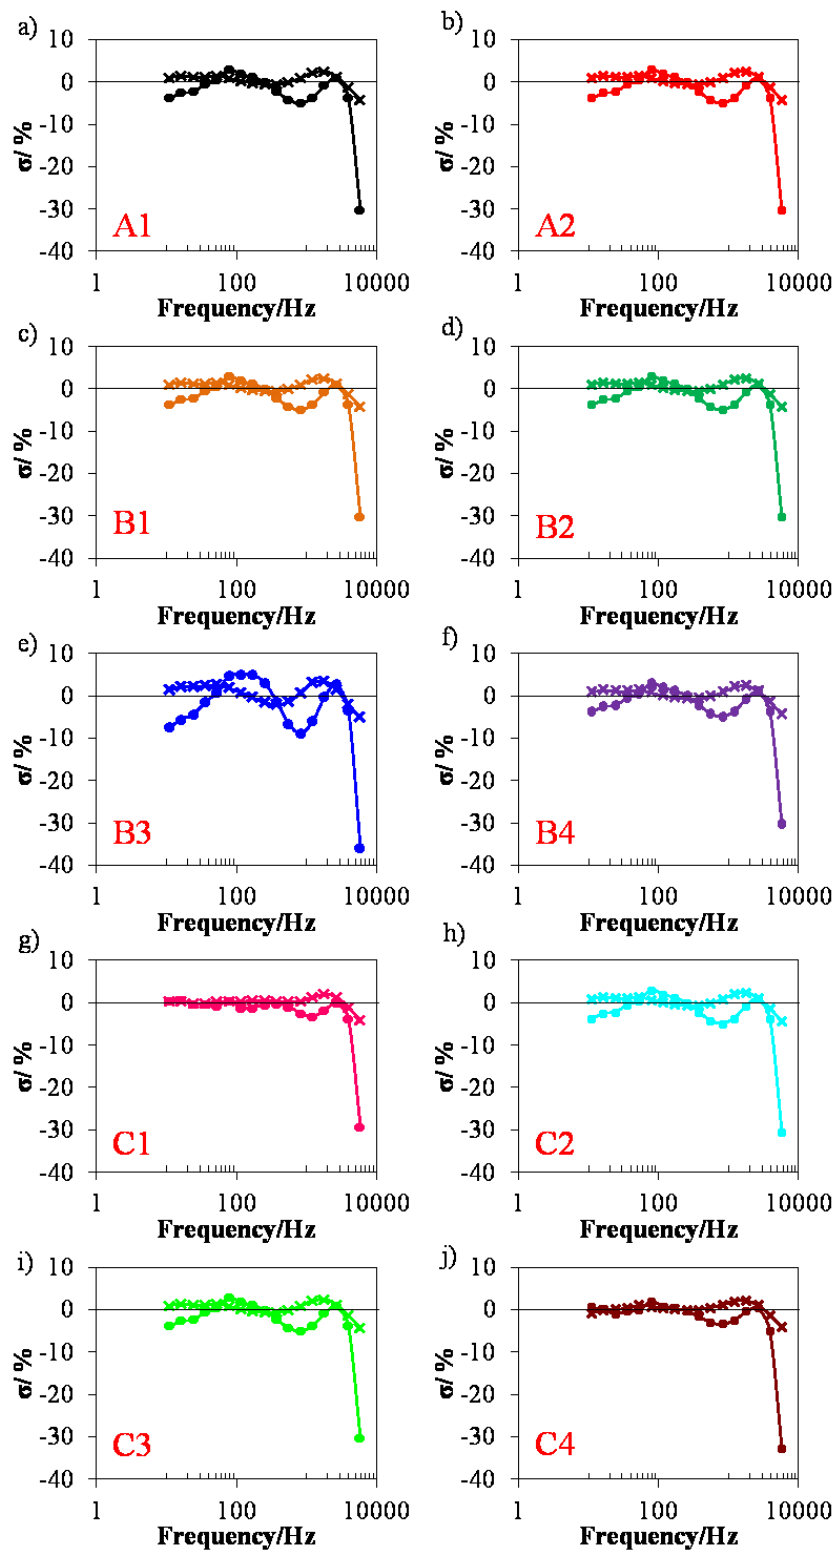 a)
10
0
-10
-20
-30
-40
σ/ %
A1
1 100 10000
Frequency/Hz
b)
10
0
-10
-20
-30
-40
σ/ %
A2
1 100 10000
Frequency/Hz
c)
10
0
-10
-20
-30
-40
σ/ %
B1
1 100 10000
Frequency/Hz
d)
10
0
-10
-20
-30
-40
σ/ %
B2
1 100 10000
Frequency/Hz
e)
10
0
-10
-20
-30
-40
σ/ %
B3
1 100 10000
Frequency/Hz
f)
10
0
-10
-20
-30
-40
σ/ %
B4
1 100 10000
Frequency/Hz
g)
10
0
-10
-20
-30
-40
σ/ %
C1
1 100 10000
Frequency/Hz
h)
10
0
-10
-20
-30
-40
σ/ %
C2
1 100 10000
Frequency/Hz
i)
10
0
-10
-20
-30
-40
σ/ %
C3
1 100 10000
Frequency/Hz
j)
10
0
-10
-20
-30
-40
σ/ %
C4
1 100 10000
Frequency/Hz